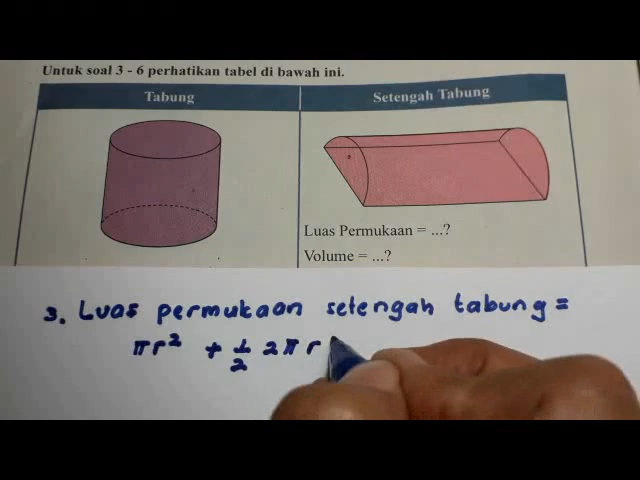 Untuk soal 3 - 6 perhatikan tabel di bawah ini.
Tabung
Setengah Tabung
Luas Permukaan = ...?
Volume = ...?
3. Luas permukaan setengah tabung =
πr² + 1/2 2πr